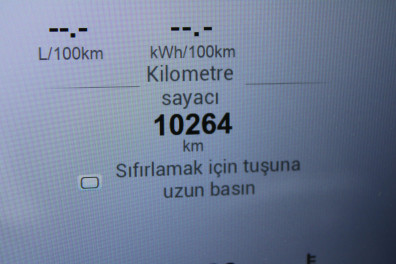 --.- --.-
L/100km kWh/100km
Kilometre
sayacı
10264
km
Sıfırlamak için tuşuna
uzun basın